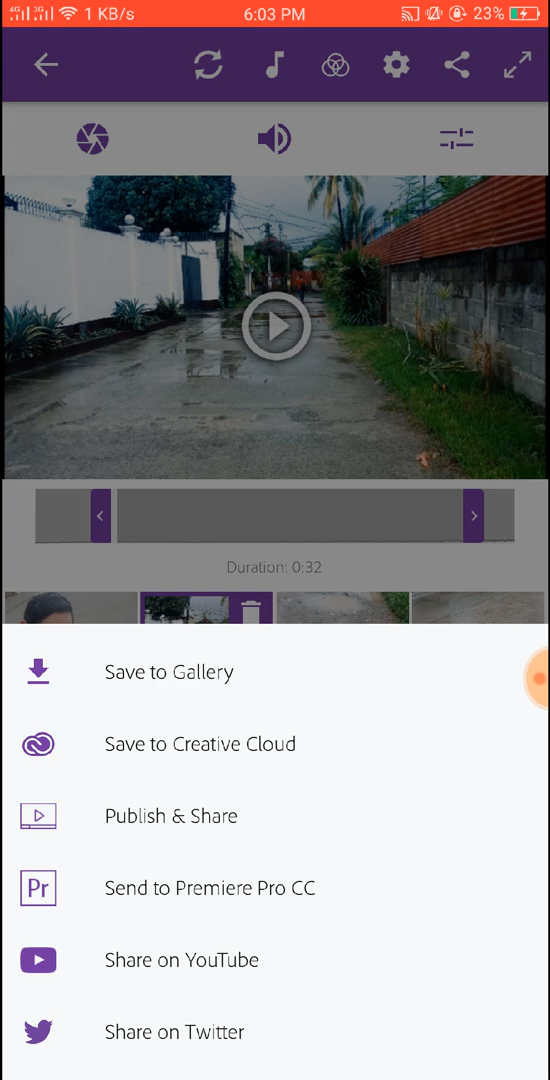 4G 3G 1 KB/s 6:03 PM 23%
Duration: 0:32
Save to Gallery
Save to Creative Cloud
Publish & Share
Pr Send to Premiere Pro CC
Share on YouTube
Share on Twitter